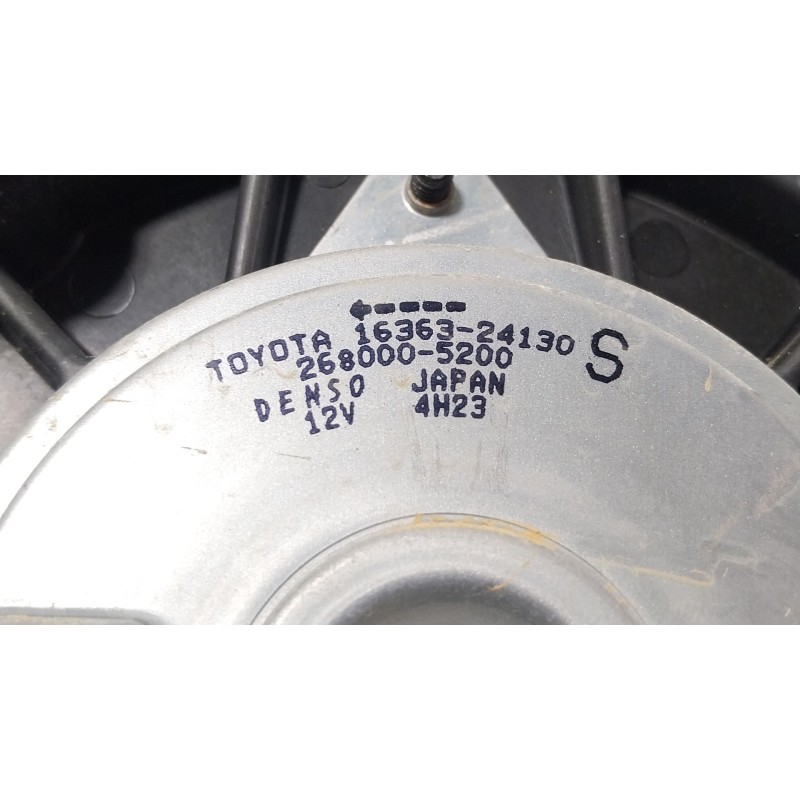 TOYOTA 16363-24130 S
268000-5200
DENSO JAPAN
12V 4H23